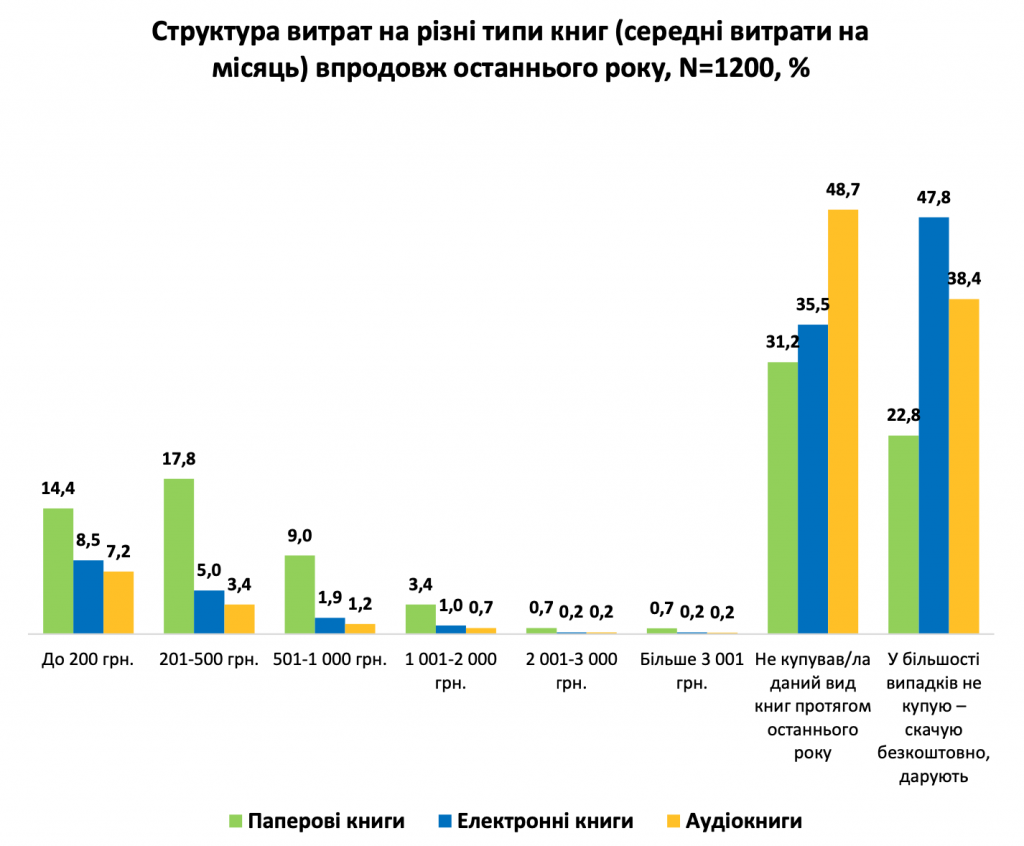 Структура витрат на різні типи книг (середні витрати на
місяць) впродовж останнього року, N=1200, %
14,4
8,5
7,2
17,8
5,0
3,4
9,0
1,9
1,2
3,4
1,0
0,7
0,7
0,2
0,2
0,7
0,2
0,2
31,2
35,5
48,7
22,8
47,8
38,4
До 200 грн.
201-500 грн.
501-1 000 грн.
1 001-2 000
грн.
2 001-3 000
грн.
Більше 3 001
грн.
Не купував/ла
даний вид
книг протягом
останнього
року
У більшості
випадків не
купую –
скачую
безкоштовно,
дарують
Паперові книги
Електронні книги
Аудіокниги